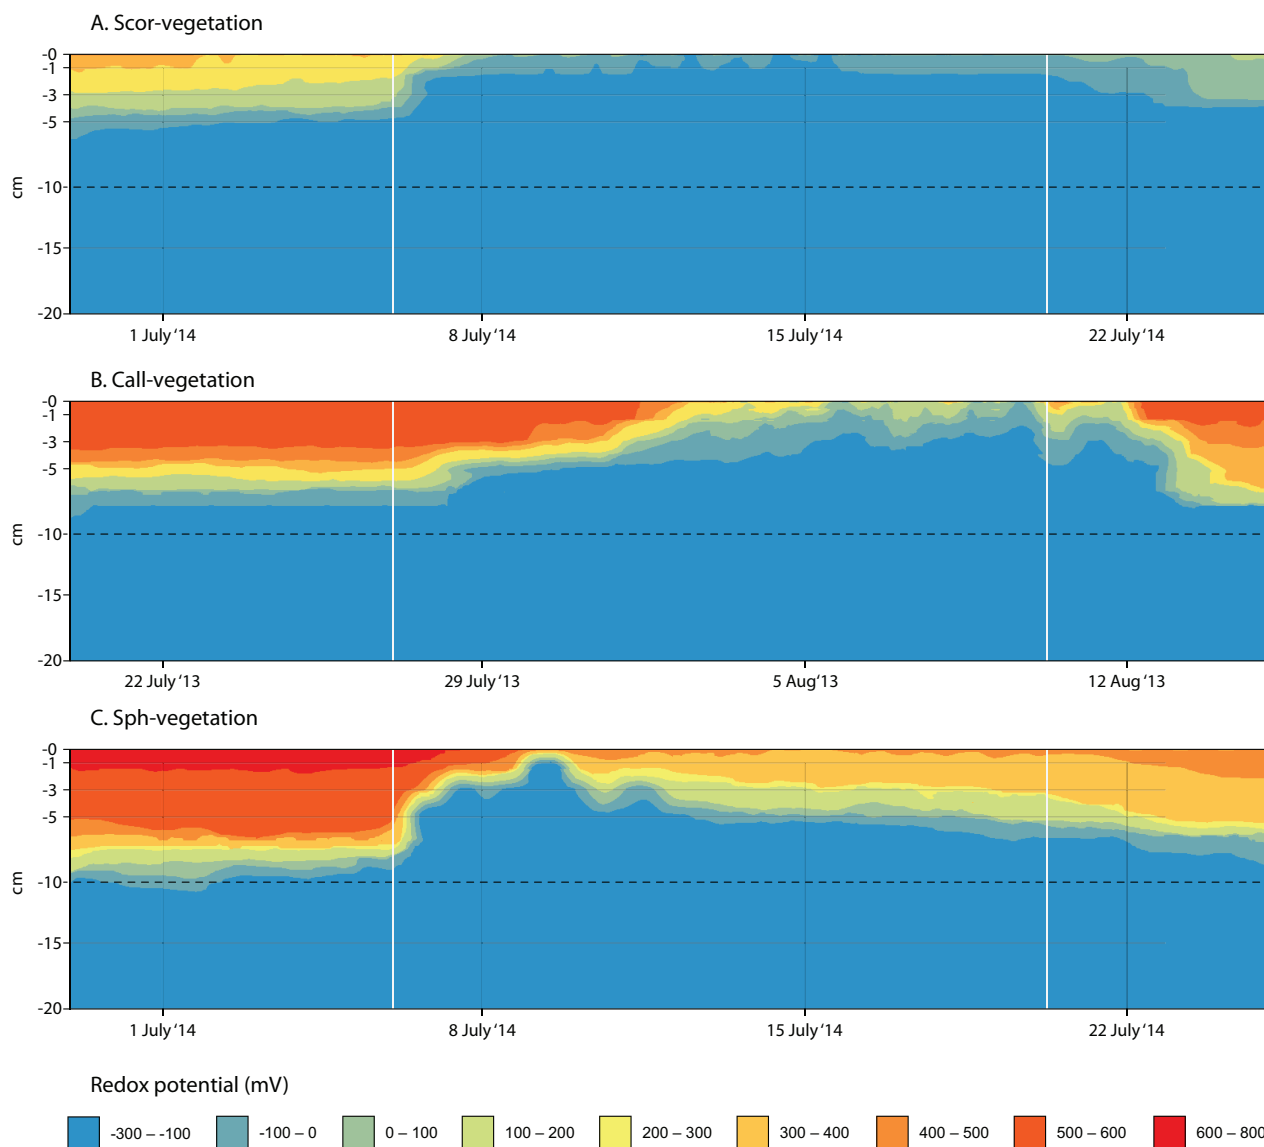 A. Scor-vegetation
-0
-1
-3
-5
-10
-15
-20
cm
1 July '14
8 July '14
15 July '14
22 July '14
B. Call-vegetation
-0
-1
-3
-5
-10
-15
-20
cm
22 July '13
29 July '13
5 Aug '13
12 Aug '13
C. Sph-vegetation
-0
-1
-3
-5
-10
-15
-20
cm
1 July '14
8 July '14
15 July '14
22 July '14
Redox potential (mV)
-300 – -100
-100 – 0
0 – 100
100 – 200
200 – 300
300 – 400
400 – 500
500 – 600
600 – 800